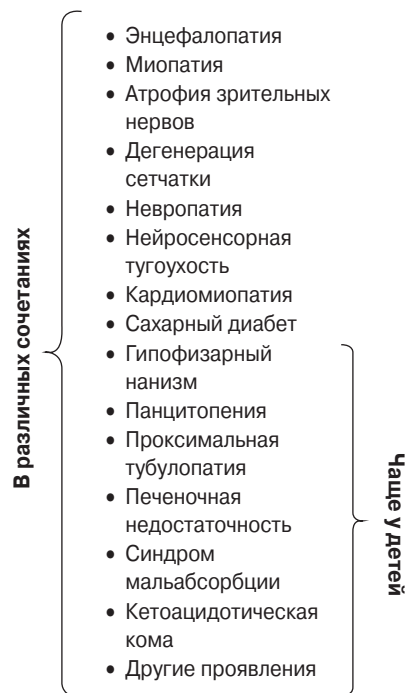 В различных сочетаниях
• Энцефалопатия
• Миопатия
• Атрофия зрительных
нервов
• Дегенерация
сетчатки
• Невропатия
• Нейросенсорная
тугоухость
• Кардиомиопатия
• Сахарный диабет
• Гипофизарный
нанизм
• Панцитопения
• Проксимальная
тубулопатия
• Печеночная
недостаточность
• Синдром
мальабсорбции
• Кетоацидотическая
кома
• Другие проявления
Чаще у детей